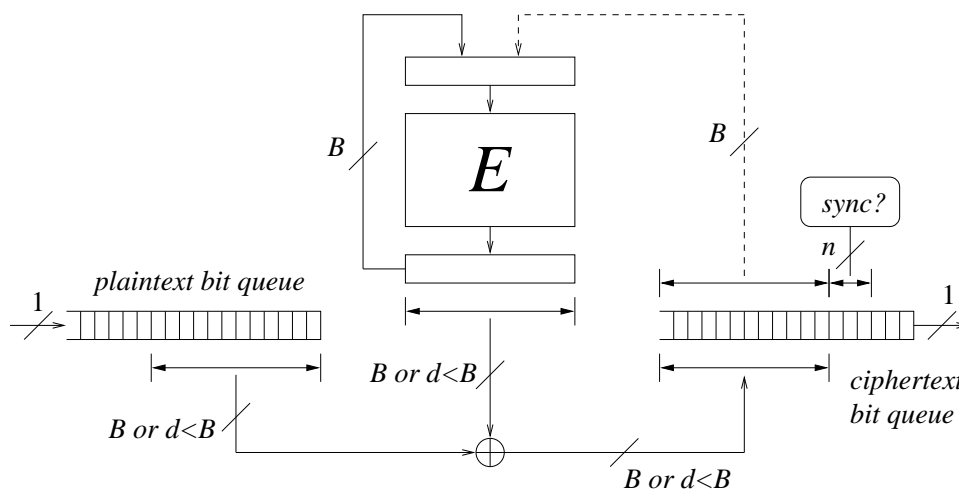 B
E
B
sync?
n
plaintext bit queue
1
1
B or d<B
ciphertext
bit queue
B or d<B
B or d<B